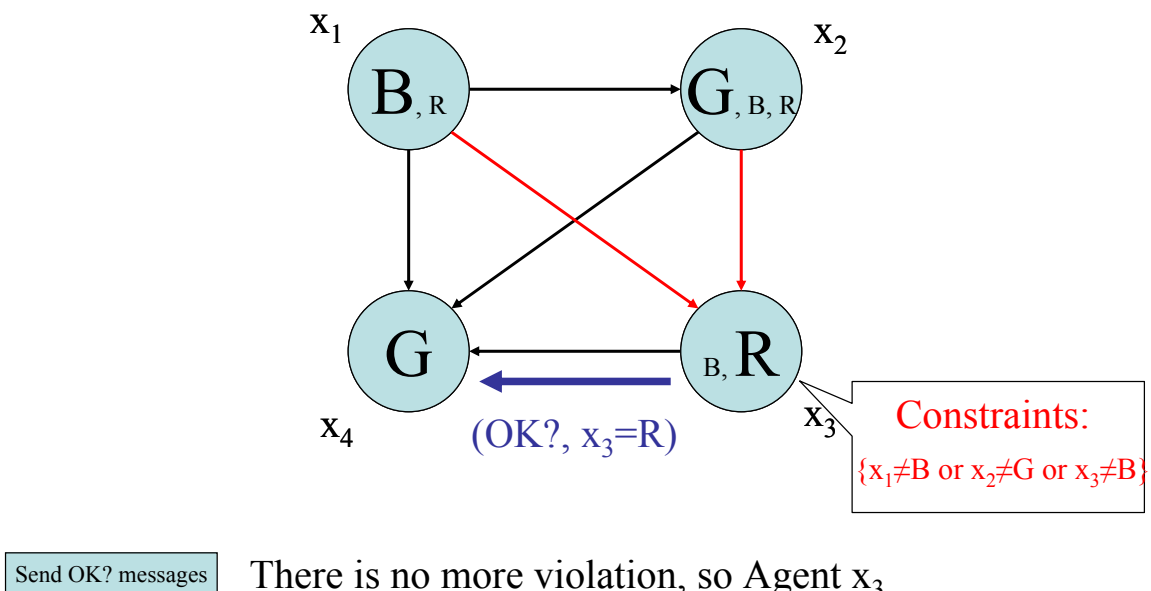 x₁
x₂
B, R
G, B, R
G
B, R
x₄
x₃
(OK?, x₃=R)
Constraints:
{x₁≠B or x₂≠G or x₃≠B}
Send OK? messages
There is no more violation, so Agent x₃